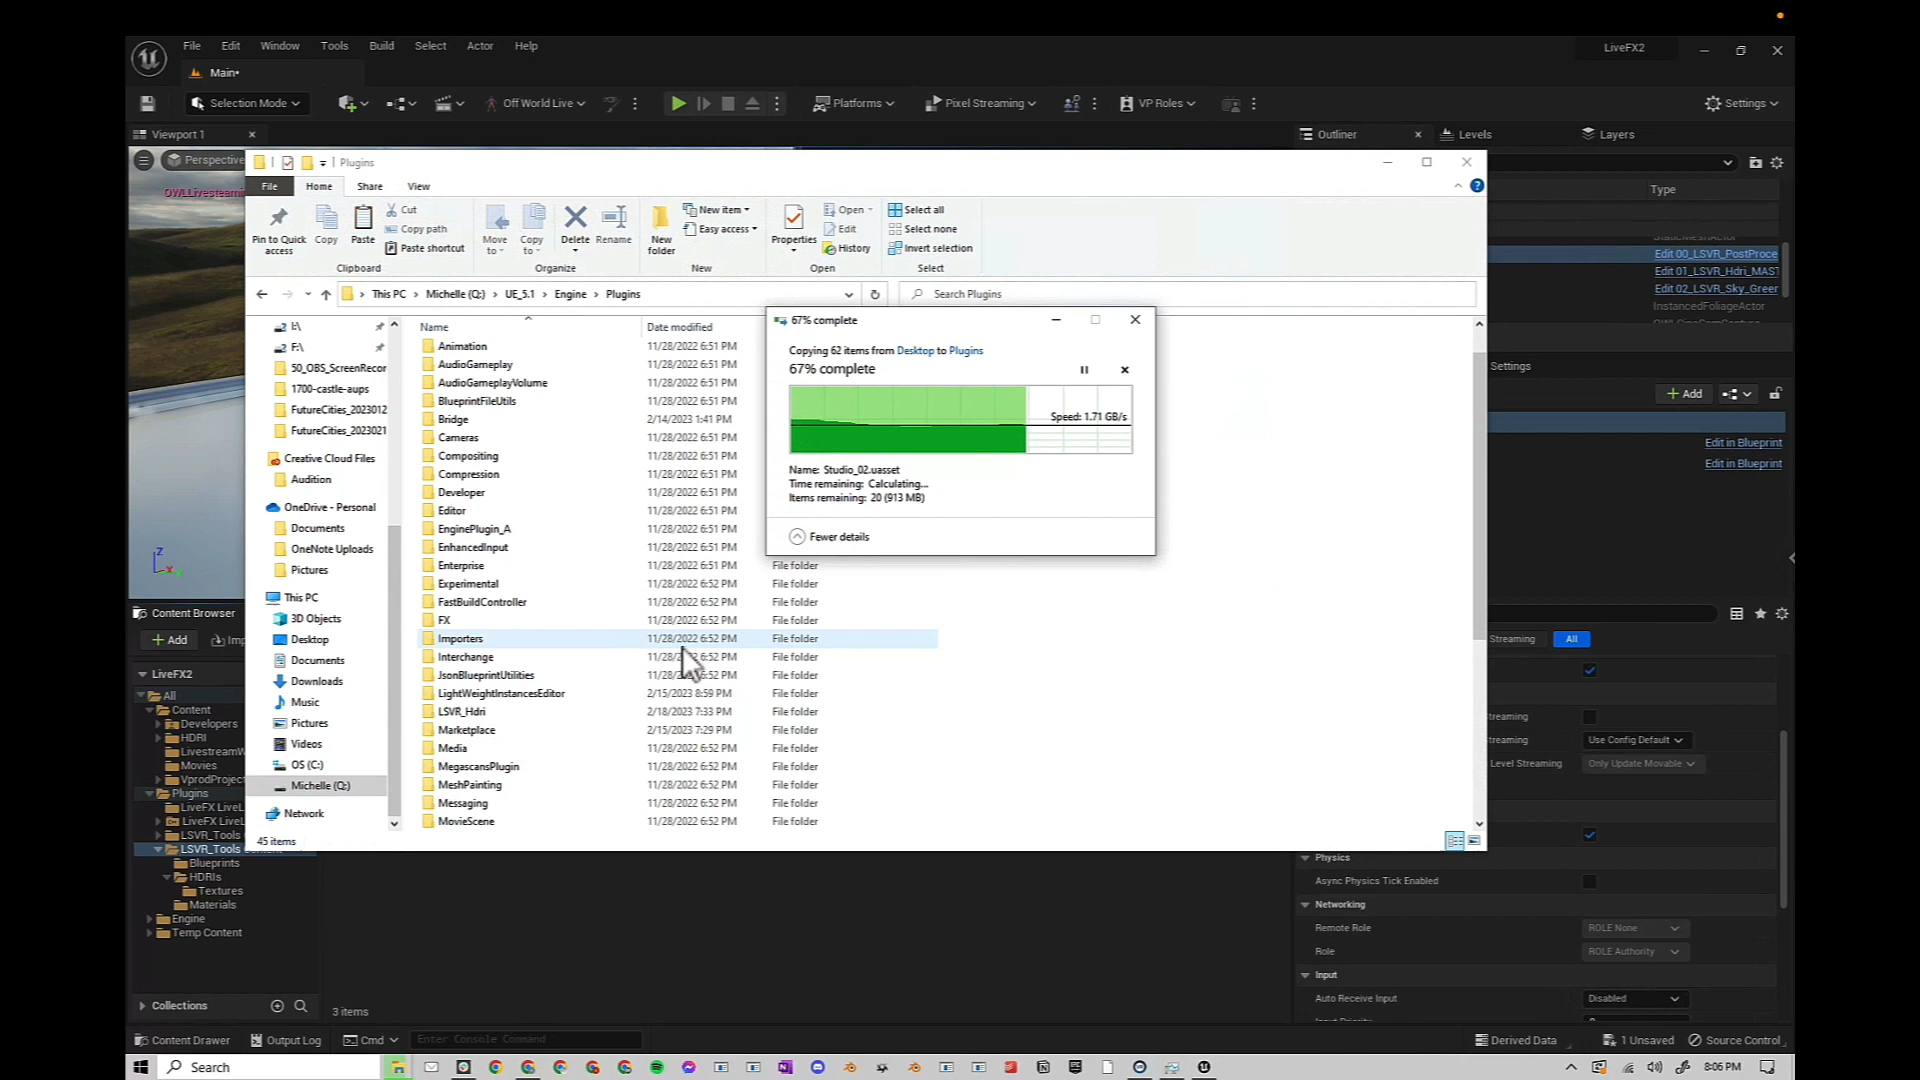 File Edit Window Tools Build Select Actor Help
LiveFX2
Main•
Selection Mode
Off World Live
Platforms
Pixel Streaming
VP Roles
Settings
Viewport 1
Outliner
Levels
Layers
Perspective
Plugins
File Home Share View
Type
Pin to Quick access
Copy
Paste
Cut
Copy path
Paste shortcut
Clipboard
Move to
Copy to
Delete
Rename
Organize
New folder
New item
Easy access
New
Properties
Open
Edit
History
Open
Select all
Select none
Invert selection
Select
StaticMeshActor
Edit 00_LSVR_PostProce
Edit 01_LSVR_Hdri_MAST
Edit 02_LSVR_Sky_Greer
InstancedFoliageActor
This PC > Michelle (Q:) > UE_5.1 > Engine > Plugins
Search Plugins
I:\
F:\
50_OBS_ScreenRecor
1700-castle-aups
FutureCities_2023012
FutureCities_2023021
Creative Cloud Files
Audition
OneDrive - Personal
Documents
OneNote Uploads
Pictures
This PC
3D Objects
Desktop
Documents
Downloads
Music
Pictures
Videos
OS (C:)
Michelle (Q:)
Network
45 items
Name Date modified
Animation 11/28/2022 6:51 PM
AudioGameplay 11/28/2022 6:51 PM
AudioGameplayVolume 11/28/2022 6:51 PM
BlueprintFileUtils 11/28/2022 6:51 PM
Bridge 2/14/2023 1:41 PM
Cameras 11/28/2022 6:51 PM
Compositing 11/28/2022 6:51 PM
Compression 11/28/2022 6:51 PM
Developer 11/28/2022 6:51 PM
Editor 11/28/2022 6:51 PM
EnginePlugin_A 11/28/2022 6:51 PM
EnhancedInput 11/28/2022 6:51 PM
Enterprise 11/28/2022 6:51 PM File folder
Experimental 11/28/2022 6:52 PM File folder
FastBuildController 11/28/2022 6:52 PM File folder
FX 11/28/2022 6:52 PM File folder
Importers 11/28/2022 6:52 PM File folder
Interchange 11/28/2022 6:52 PM File folder
JsonBlueprintUtilities 11/28/2022 6:52 PM File folder
LightWeightInstancesEditor 2/15/2023 8:59 PM File folder
LSVR_Hdri 2/18/2023 7:33 PM File folder
Marketplace 2/15/2023 7:29 PM File folder
Media 11/28/2022 6:52 PM File folder
MegascansPlugin 11/28/2022 6:52 PM File folder
MeshPainting 11/28/2022 6:52 PM File folder
Messaging 11/28/2022 6:52 PM File folder
MovieScene 11/28/2022 6:52 PM File folder
67% complete
Copying 62 items from Desktop to Plugins
67% complete
Speed: 1.71 GB/s
Name: Studio_02.uasset
Time remaining: Calculating...
Items remaining: 20 (913 MB)
Fewer details
Settings
Add
Edit in Blueprint
Edit in Blueprint
Streaming All
Use Config Default
Level Streaming Only Update Movable
Physics
Async Physics Tick Enabled
Networking
Remote Role ROLE None
Role ROLE Authority
Input
Auto Receive Input Disabled
Content Browser
Add
LiveFX2
All
Content
Developers
HDRI
Movies
Plugins
LSVR_Tools
LSVR_Tools
Blueprints
HDRIs
Textures
Materials
Engine
Temp Content
Collections
3 items
Content Drawer Output Log Cmd Enter Console Command
Derived Data 1 Unsaved Source Control
Search
8:06 PM